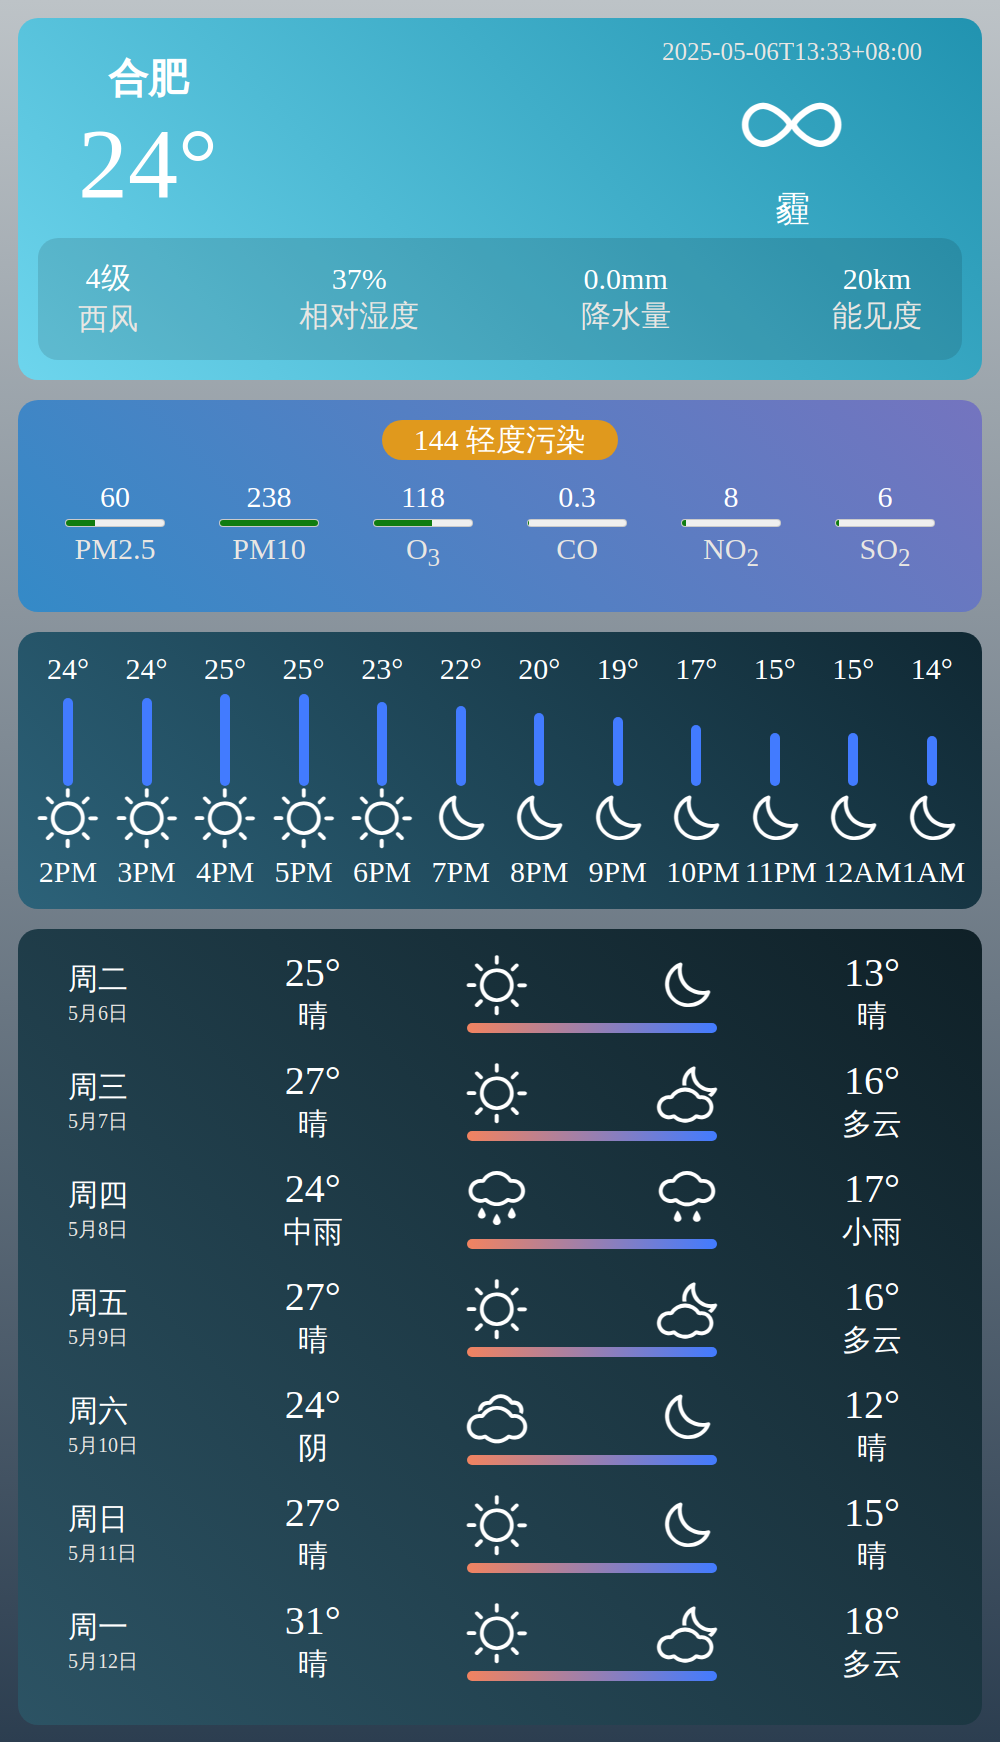 合肥
2025-05-06T13:33+08:00
24°
霾
4级 37% 0.0mm 20km
西风 相对湿度 降水量 能见度
144 轻度污染
60 238 118 0.3 8 6
PM2.5 PM10 O3 CO NO2 SO2
24° 24° 25° 25° 23° 22° 20° 19° 17° 15° 15° 14°
2PM 3PM 4PM 5PM 6PM 7PM 8PM 9PM 10PM 11PM 12AM 1AM
周二 25° 13°
5月6日 晴 晴
周三 27° 16°
5月7日 晴 多云
周四 24° 17°
5月8日 中雨 小雨
周五 27° 16°
5月9日 晴 多云
周六 24° 12°
5月10日 阴 晴
周日 27° 15°
5月11日 晴 晴
周一 31° 18°
5月12日 晴 多云